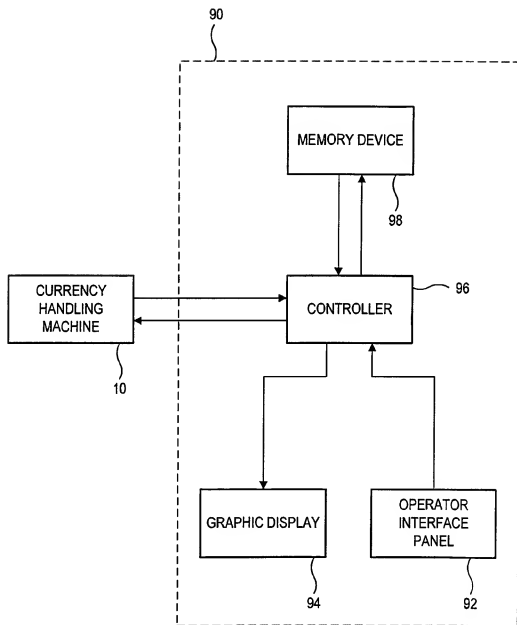 90
MEMORY DEVICE
98
CURRENCY
HANDLING
MACHINE
10
CONTROLLER
96
GRAPHIC DISPLAY
94
OPERATOR
INTERFACE
PANEL
92